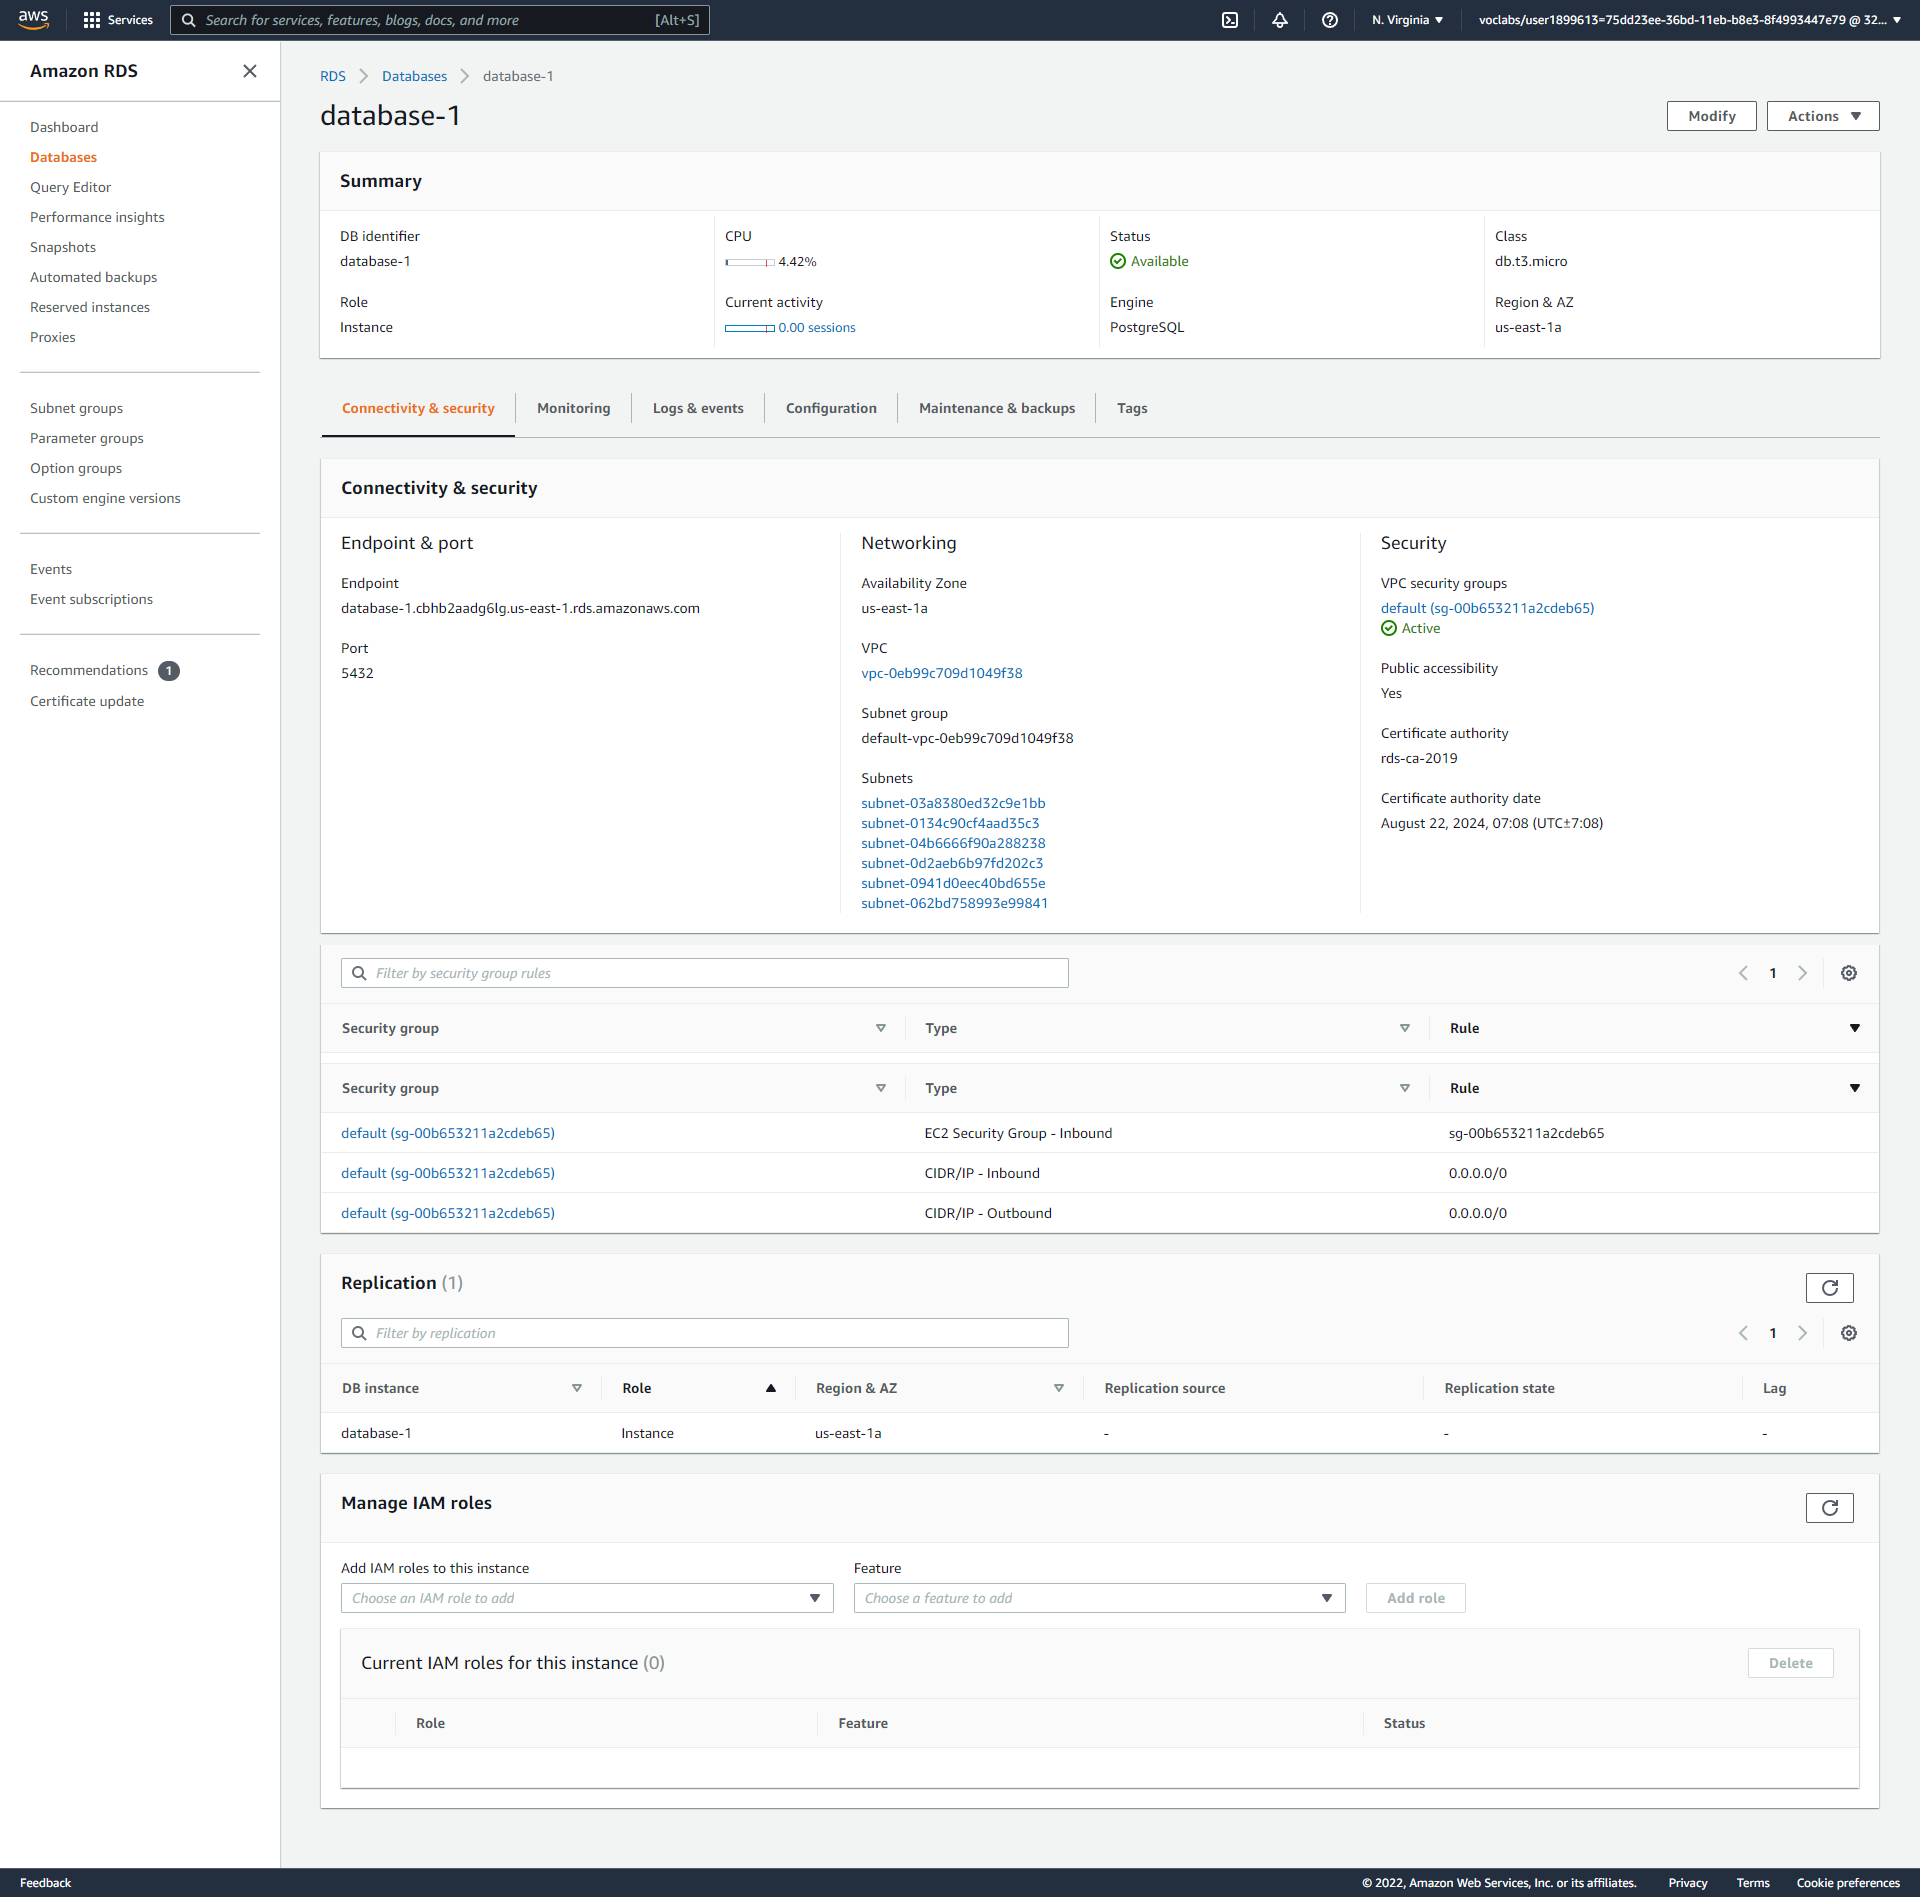 aws
Services
Search for services, features, blogs, docs, and more [Alt+S]
N. Virginia
voclabs/user1899613=75dd23ee-36bd-11eb-b8e3-8f4993447e79 @ 32...
Amazon RDS
Dashboard
Databases
Query Editor
Performance insights
Snapshots
Automated backups
Reserved instances
Proxies
Subnet groups
Parameter groups
Option groups
Custom engine versions
Events
Event subscriptions
Recommendations 1
Certificate update
RDS Databases database-1
database-1
Modify
Actions
Summary
DB identifier
database-1
CPU
4.42%
Status
Available
Class
db.t3.micro
Role
Instance
Current activity
0.00 sessions
Engine
PostgreSQL
Region & AZ
us-east-1a
Connectivity & security
Monitoring
Logs & events
Configuration
Maintenance & backups
Tags
Connectivity & security
Endpoint & port
Endpoint
database-1.cbhb2aadg6lg.us-east-1.rds.amazonaws.com
Port
5432
Networking
Availability Zone
us-east-1a
VPC
vpc-0eb99c709d1049f38
Subnet group
default-vpc-0eb99c709d1049f38
Subnets
subnet-03a8380ed32c9e1bb
subnet-0134c90cf4aad35c3
subnet-04b6666f90a288238
subnet-0d2aeb6b97fd202c3
subnet-0941d0eec40bd655e
subnet-062bd758993e99841
Security
VPC security groups
default (sg-00b653211a2cdeb65)
Active
Public accessibility
Yes
Certificate authority
rds-ca-2019
Certificate authority date
August 22, 2024, 07:08 (UTC±7:08)
Filter by security group rules
1
Security group Type Rule
Security group Type Rule
default (sg-00b653211a2cdeb65) EC2 Security Group - Inbound sg-00b653211a2cdeb65
default (sg-00b653211a2cdeb65) CIDR/IP - Inbound 0.0.0.0/0
default (sg-00b653211a2cdeb65) CIDR/IP - Outbound 0.0.0.0/0
Replication (1)
Filter by replication
1
DB instance Role Region & AZ Replication source Replication state Lag
database-1 Instance us-east-1a - - -
Manage IAM roles
Add IAM roles to this instance
Choose an IAM role to add
Feature
Choose a feature to add
Add role
Current IAM roles for this instance (0)
Delete
Role Feature Status
Feedback
© 2022, Amazon Web Services, Inc. or its affiliates. Privacy Terms Cookie preferences